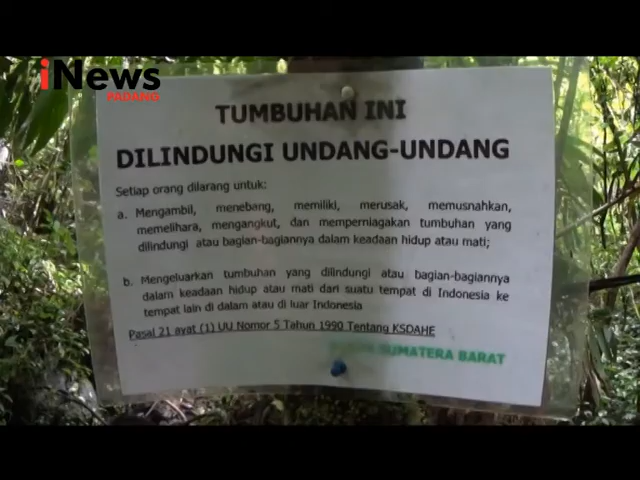 iNews
PADANG
TUMBUHAN INI
DILINDUNGI UNDANG-UNDANG
Setiap orang dilarang untuk:
a. Mengambil, menebang, memiliki, merusak, memusnahkan,
memelihara, mengangkut, dan memperniagakan tumbuhan yang
dilindungi atau bagian-bagiannya dalam keadaan hidup atau mati;
b. Mengeluarkan tumbuhan yang dilindungi atau bagian-bagiannya
dalam keadaan hidup atau mati dari suatu tempat di Indonesia ke
tempat lain di dalam atau di luar Indonesia
Pasal 21 ayat (1) UU Nomor 5 Tahun 1990 Tentang KSDAHE
SUMATERA BARAT